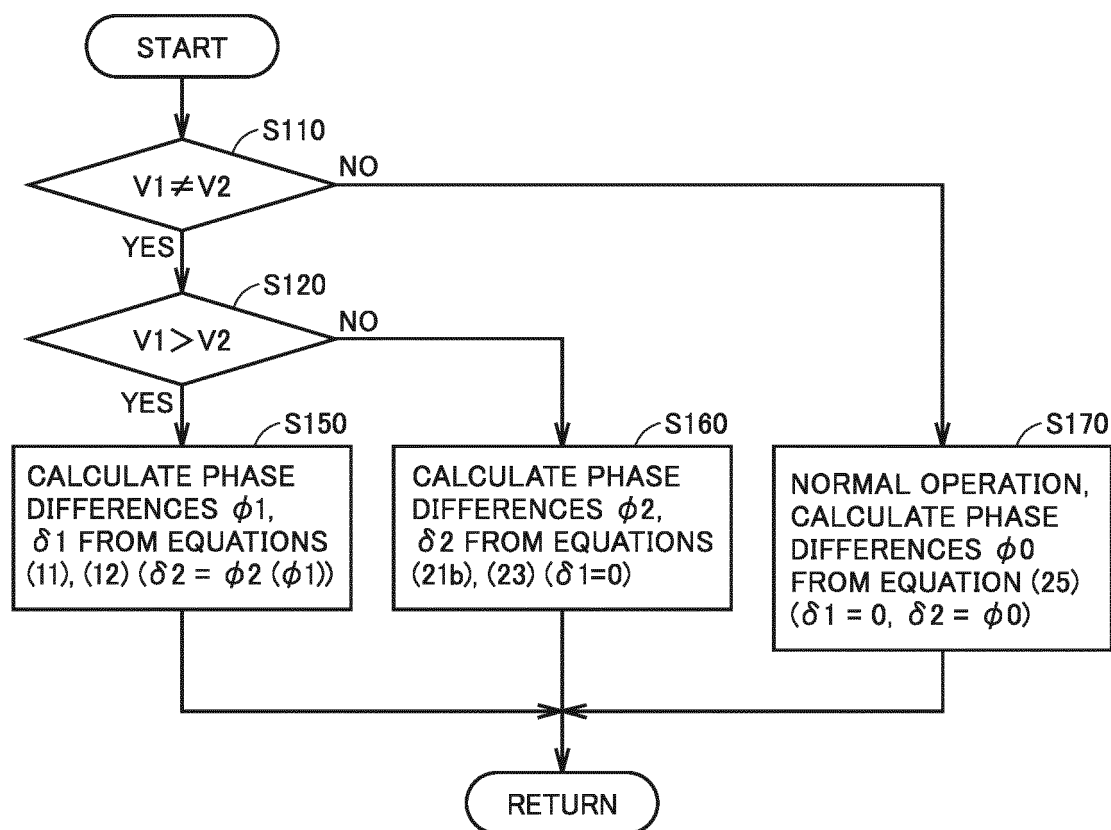 START
S110
V1≠V2
NO
YES
S120
V1>V2
NO
YES
S150
CALCULATE PHASE
DIFFERENCES φ1,
δ1 FROM EQUATIONS
(11), (12) (δ2 = φ2 (φ1))
S160
CALCULATE PHASE
DIFFERENCES φ2,
δ2 FROM EQUATIONS
(21b), (23) (δ1=0)
S170
NORMAL OPERATION,
CALCULATE PHASE
DIFFERENCES φ0
FROM EQUATION (25)
(δ1 = 0, δ2 = φ0)
RETURN